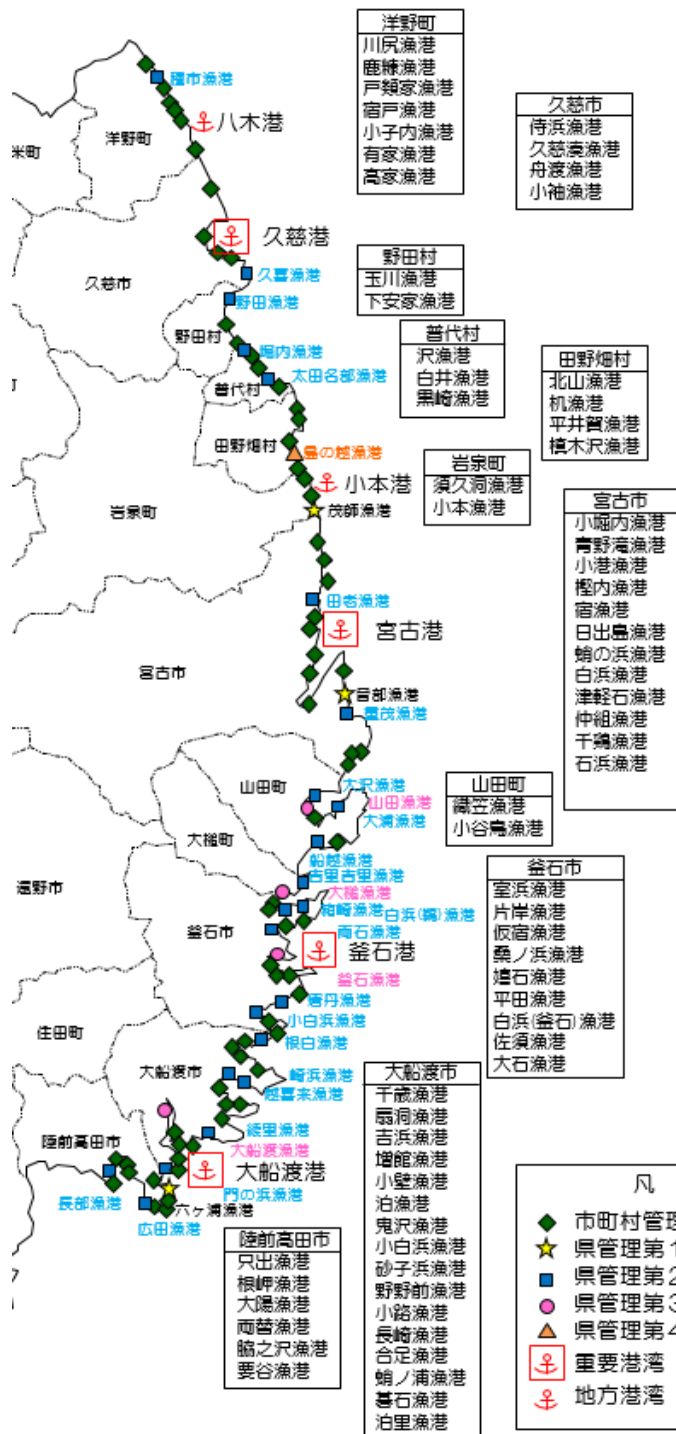 種市漁港
八木港
洋野町
米町
久慈港
久慈市
久喜漁港
野田漁港
野田村
堀内漁港
太田名部漁港
普代村
田野畑村
島の越漁港
小本港
茂師漁港
岩泉町
田老漁港
宮古港
宮古市
音部漁港
重茂漁港
山田町
大沢漁港
山田漁港
大浦漁港
大槌町
船越漁港
吉里吉里漁港
大槌漁港
遠野市
釜石市
箱崎漁港
白浜(鵜)漁港
両石漁港
釜石港
釜石漁港
唐丹漁港
住田町
小白浜漁港
根白漁港
大船渡市
崎浜漁港
越喜来漁港
綾里漁港
大船渡漁港
陸前高田市
大船渡港
門の浜漁港
長部漁港
六ヶ浦漁港
広田漁港
洋野町
川尻漁港
鹿糠漁港
戸類家漁港
宿戸漁港
小子内漁港
有家漁港
高家漁港
久慈市
侍浜漁港
久慈湊漁港
舟渡漁港
小袖漁港
野田村
玉川漁港
下安家漁港
普代村
沢漁港
白井漁港
黒崎漁港
田野畑村
北山漁港
机漁港
平井賀漁港
槙木沢漁港
岩泉町
須久洞漁港
小本漁港
宮古市
小堀内漁港
青野滝漁港
小港漁港
樫内漁港
宿漁港
日出島漁港
蛸の浜漁港
白浜漁港
津軽石漁港
仲組漁港
千鶏漁港
石浜漁港
山田町
織笠漁港
小谷鳥漁港
釜石市
室浜漁港
片岸漁港
仮宿漁港
桑ノ浜漁港
嬉石漁港
平田漁港
白浜(釜石)漁港
佐須漁港
大石漁港
大船渡市
千歳漁港
扇洞漁港
吉浜漁港
増館漁港
小壁漁港
泊漁港
鬼沢漁港
小白浜漁港
砂子浜漁港
野野前漁港
小路漁港
長崎漁港
合足漁港
蛸ノ浦漁港
碁石漁港
泊里漁港
陸前高田市
只出漁港
根岬漁港
大陽漁港
両替漁港
脇之沢漁港
要谷漁港
凡
市町村管理
県管理第1
県管理第2
県管理第3
県管理第4
重要港湾
地方港湾